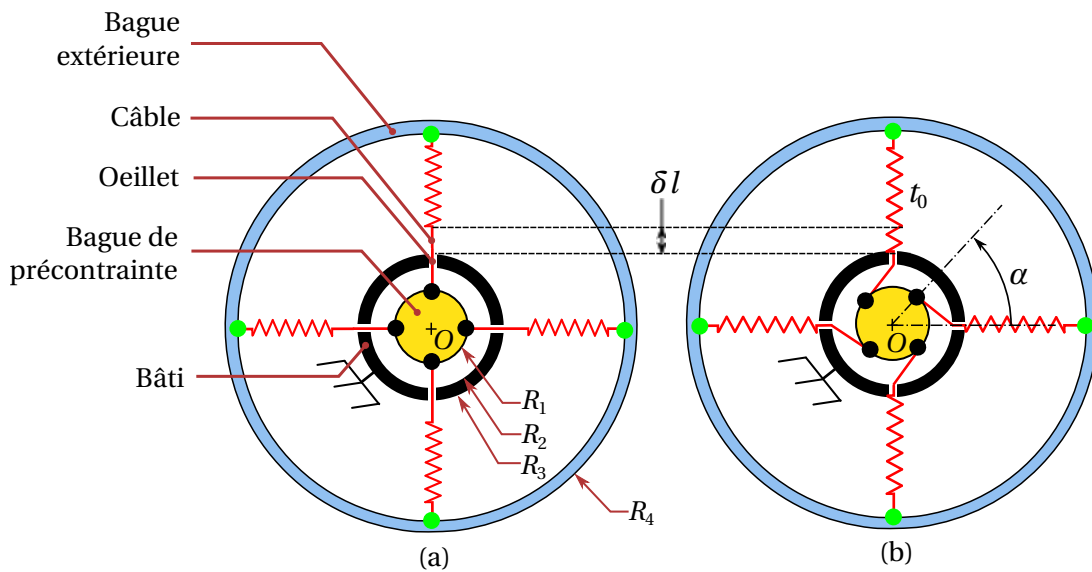 Bague
extérieure
Câble
Oeillet
Bague de
précontrainte
Bâti
O
R1
R2
R3
R4
(a)
δl
t0
α
O
(b)